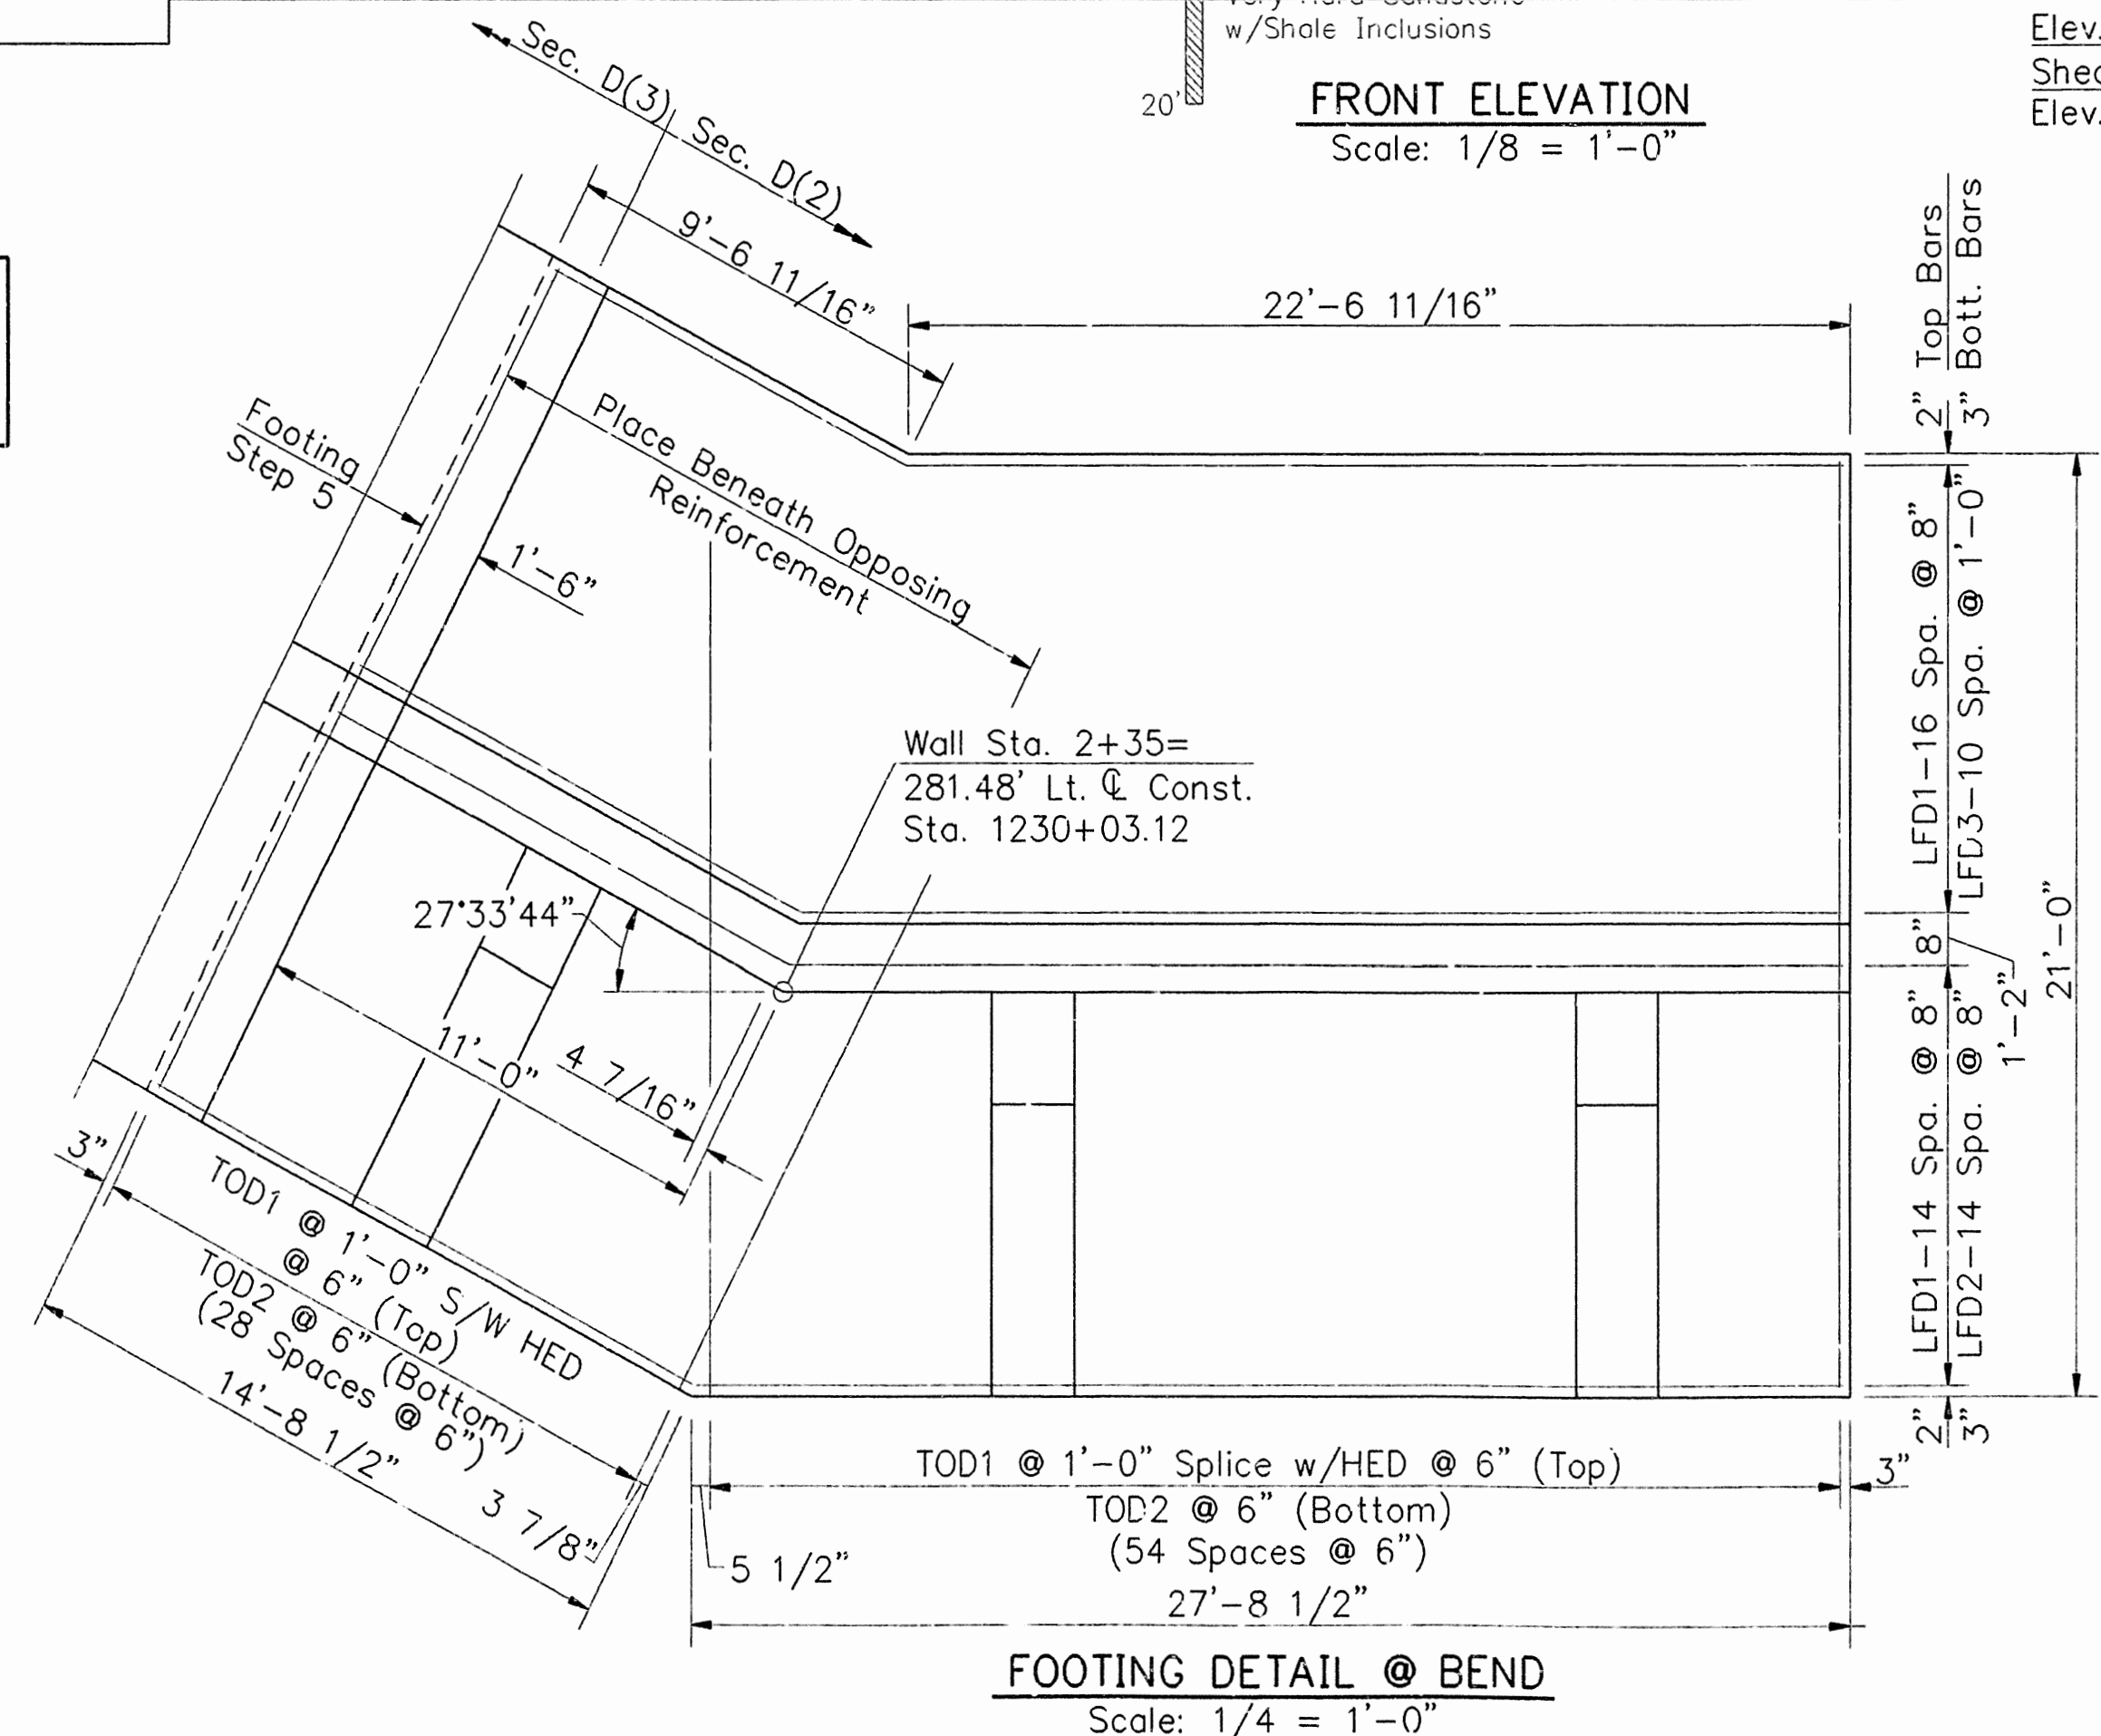 w/Shale Inclusions
20'
FRONT ELEVATION
Scale: 1/8 = 1'-0"
Elev.
Elev.
Sec. D(3)
Sec. D(2)
9'-6 11/16"
22'-6 11/16"
Top Bars
Bott. Bars
2"
3"
Footing
Step 5
Place Beneath Opposing
Reinforcement
1'-6"
Wall Sta. 2+35=
281.48' Lt. ℄ Const.
Sta. 1230+03.12
27°33'44"
11'-0"
4 7/16"
LFD1-16 Spa. @ 8"
LFD3-10 Spa. @ 1'-0"
8"
1'-2"
21'-0"
LFD1-14 Spa. @ 8"
LFD2-14 Spa. @ 8"
2"
3"
3"
TOD1 @ 1'-0" S/W HED
@ 6" (Top)
TOD2 @ 6" (Bottom)
(28 Spaces @ 6")
14'-8 1/2"
3 7/8"
TOD1 @ 1'-0" Splice w/HED @ 6" (Top)
3"
TOD2 @ 6" (Bottom)
(54 Spaces @ 6")
5 1/2"
27'-8 1/2"
FOOTING DETAIL @ BEND
Scale: 1/4 = 1'-0"